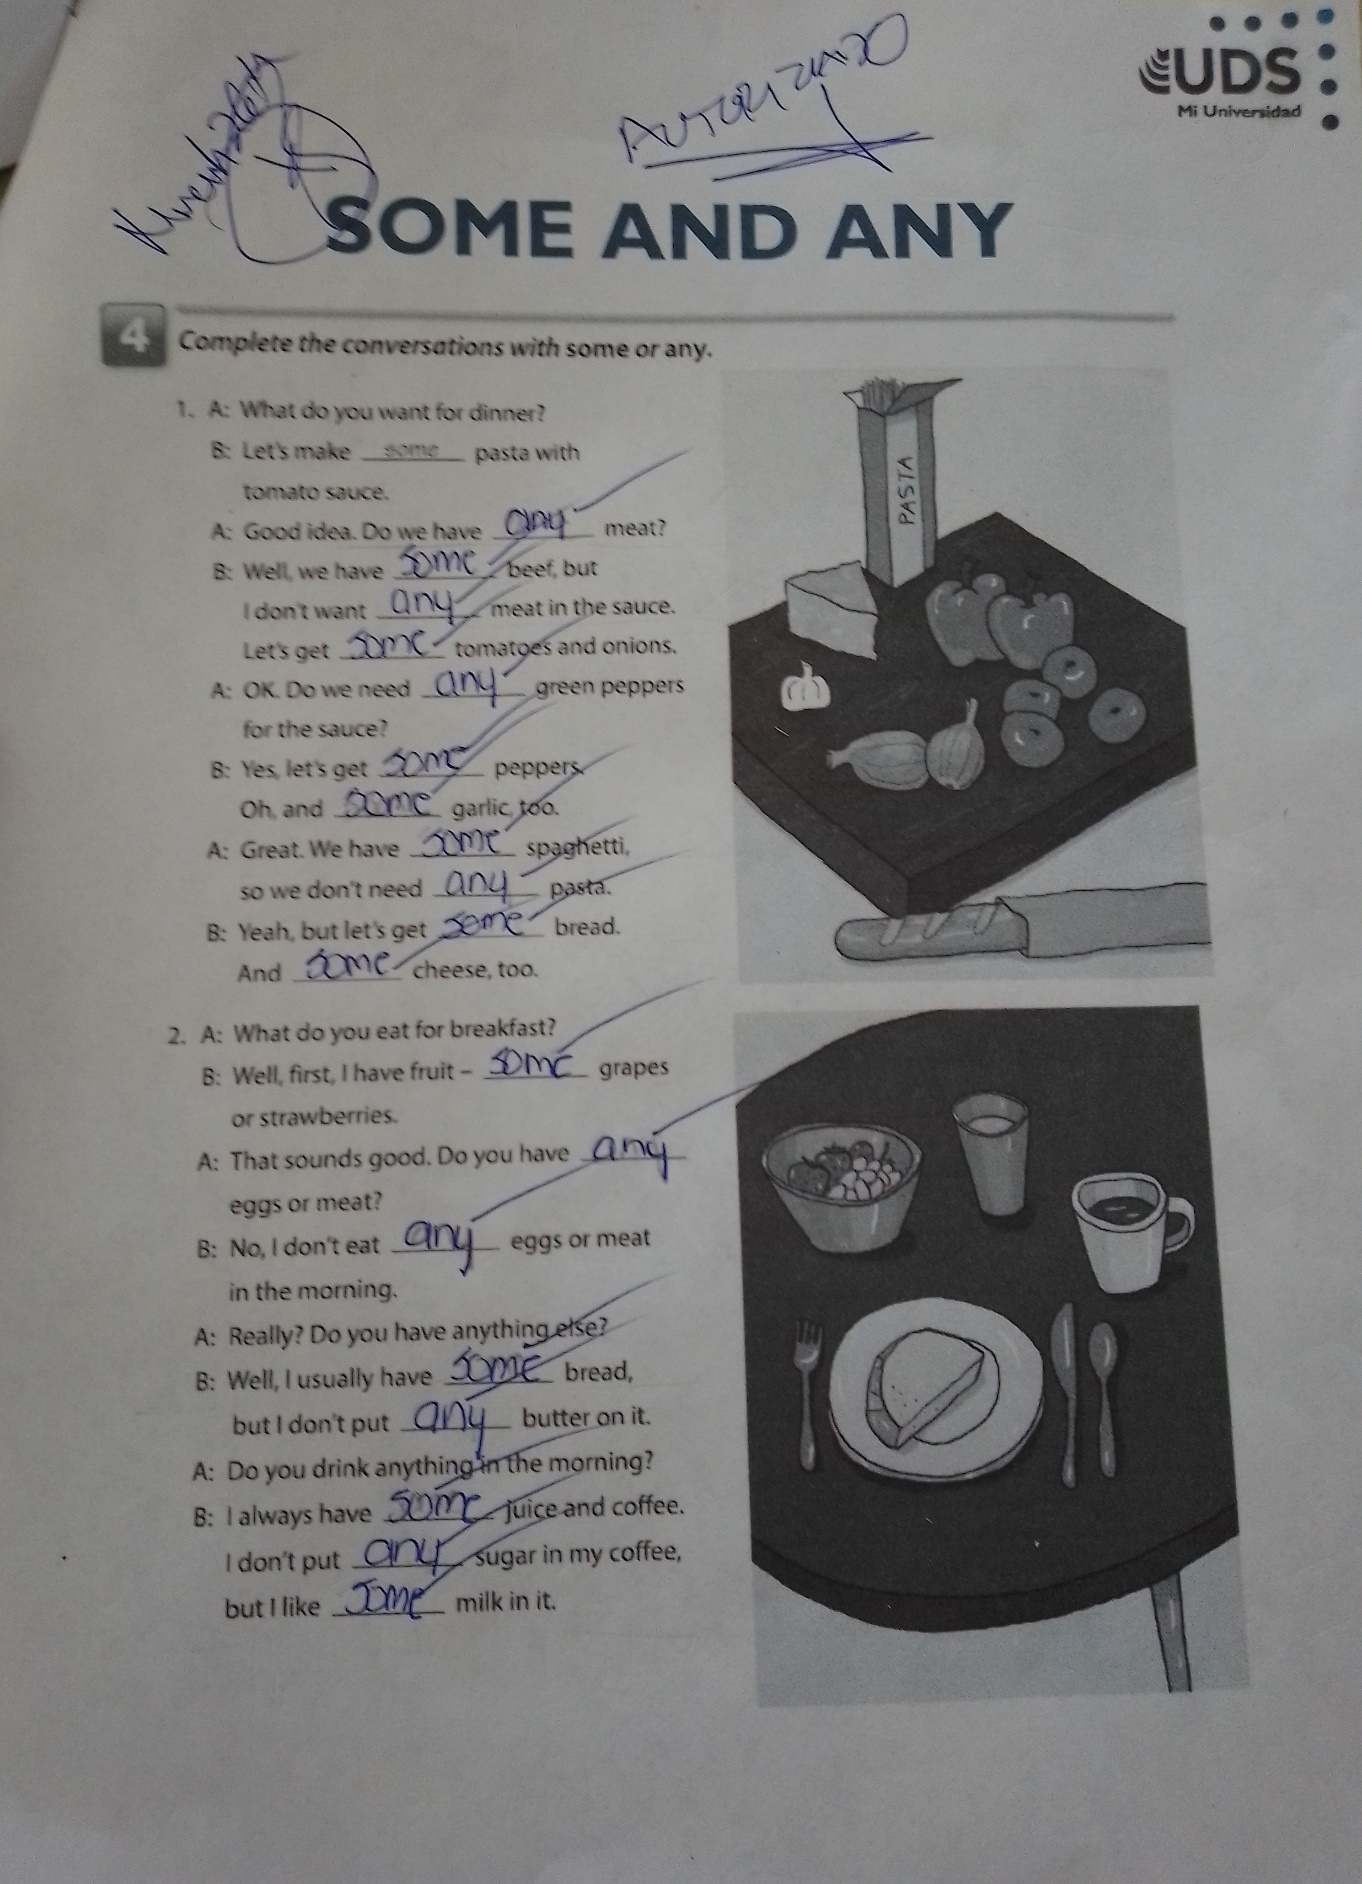 AUTORIZADO
UDS
Mi Universidad
SOME AND ANY
4 Complete the conversations with some or any.
1. A: What do you want for dinner?
B: Let's make some pasta with
tomato sauce.
A: Good idea. Do we have any meat?
B: Well, we have some beef, but
I don't want any meat in the sauce.
Let's get some tomatoes and onions.
A: OK. Do we need any green peppers
for the sauce?
B: Yes, let's get some peppers.
Oh, and some garlic, too.
A: Great. We have some spaghetti,
so we don't need any pasta.
B: Yeah, but let's get some bread.
And some cheese, too.
PASTA
2. A: What do you eat for breakfast?
B: Well, first, I have fruit – some grapes
or strawberries.
A: That sounds good. Do you have any
eggs or meat?
B: No, I don't eat any eggs or meat
in the morning.
A: Really? Do you have anything else?
B: Well, I usually have some bread,
but I don't put any butter on it.
A: Do you drink anything in the morning?
B: I always have some juice and coffee.
I don't put any sugar in my coffee,
but I like some milk in it.